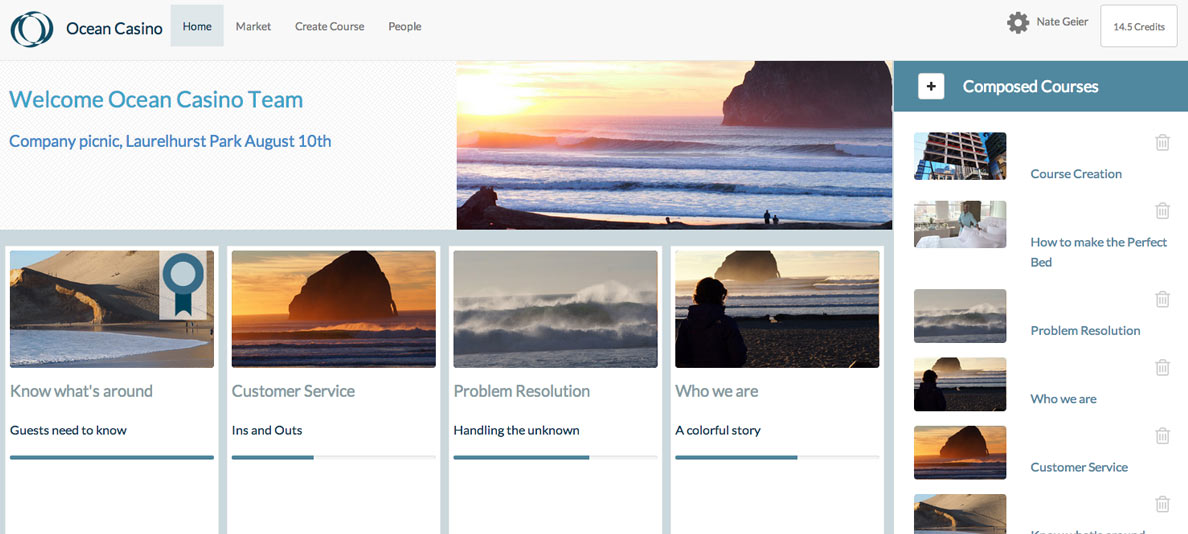 Ocean Casino
Home
Market
Create Course
People
Nate Geier
14.5 Credits
Welcome Ocean Casino Team
Company picnic, Laurelhurst Park August 10th
+
Composed Courses
Know what's around
Guests need to know
Customer Service
Ins and Outs
Problem Resolution
Handling the unknown
Who we are
A colorful story
Course Creation
How to make the Perfect
Bed
Problem Resolution
Who we are
Customer Service
Know what's around